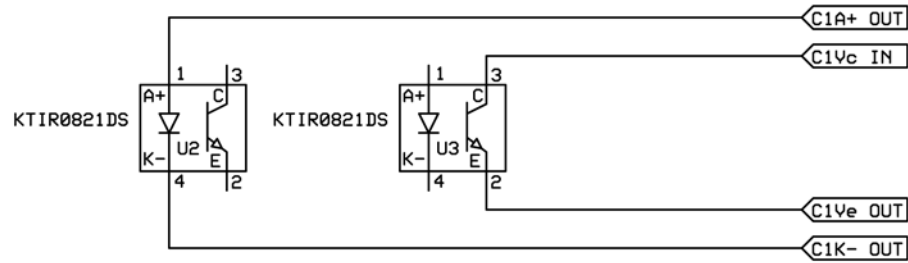 C1A+ OUT
C1Vc IN
1 3 1 3
A+ C A+ C
KTIR0821DS KTIR0821DS
U2 U3
K- E K- E
4 2 4 2
C1Ve OUT
C1K- OUT